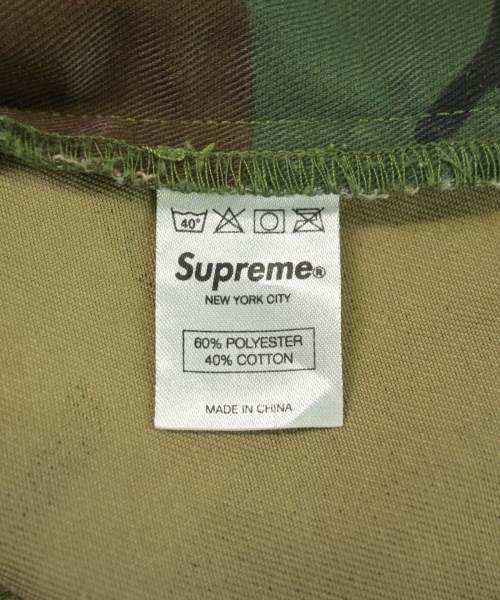 40°
Supreme®
NEW YORK CITY
60% POLYESTER
40% COTTON
MADE IN CHINA